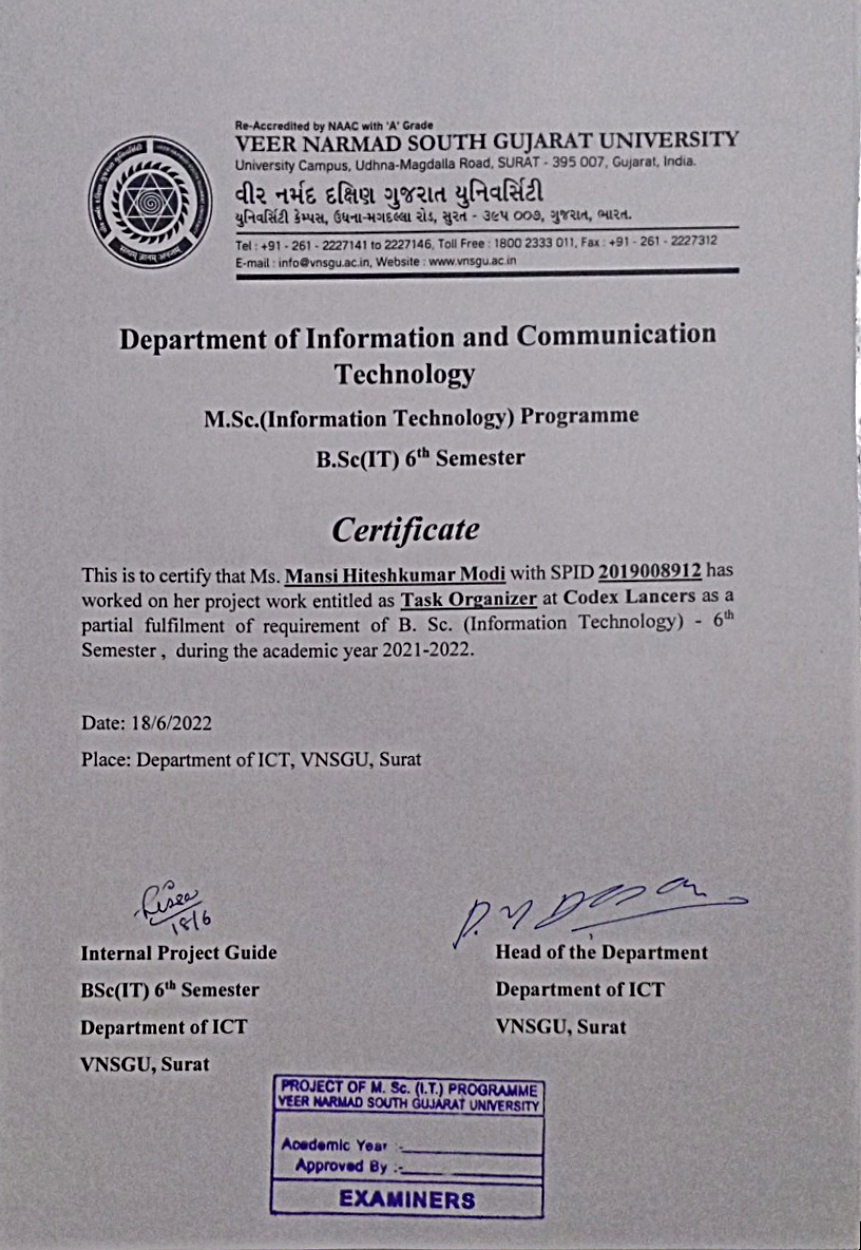 Re-Accredited by NAAC with 'A' Grade
VEER NARMAD SOUTH GUJARAT UNIVERSITY
University Campus, Udhna-Magdalla Road, SURAT - 395 007, Gujarat, India.
વીર નર્મદ દક્ષિણ ગુજરાત યુનિવર્સિટી
યુનિવર્સિટી કેમ્પસ, ઉધના-મગદલ્લા રોડ, સુરત - ૩૯૫ ૦૦૭, ગુજરાત, ભારત.
Tel : +91 - 261 - 2227141 to 2227146, Toll Free : 1800 2333 011, Fax : +91 - 261 - 2227312
E-mail : info@vnsgu.ac.in, Website : www.vnsgu.ac.in
Department of Information and Communication
Technology
M.Sc.(Information Technology) Programme
B.Sc(IT) 6th Semester
Certificate
This is to certify that Ms. Mansi Hiteshkumar Modi with SPID 2019008912 has
worked on her project work entitled as Task Organizer at Codex Lancers as a
partial fulfilment of requirement of B. Sc. (Information Technology) - 6th
Semester , during the academic year 2021-2022.
Date: 18/6/2022
Place: Department of ICT, VNSGU, Surat
18/6
Internal Project Guide
BSc(IT) 6th Semester
Department of ICT
VNSGU, Surat
Head of the Department
Department of ICT
VNSGU, Surat
PROJECT OF M. Sc. (I.T.) PROGRAMME
VEER NARMAD SOUTH GUJARAT UNIVERSITY
Academic Year :-
Approved By :-
EXAMINERS